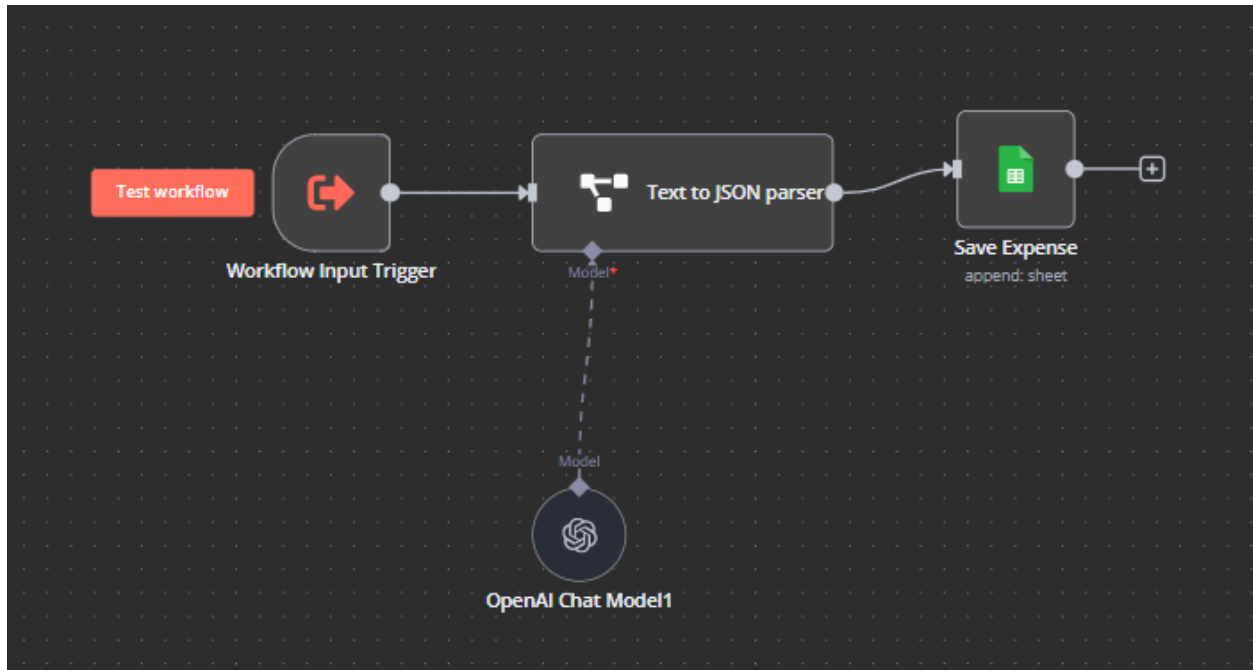 Test workflow
Workflow Input Trigger
Text to JSON parser
Model*
Save Expense
append: sheet
Model
OpenAI Chat Model1